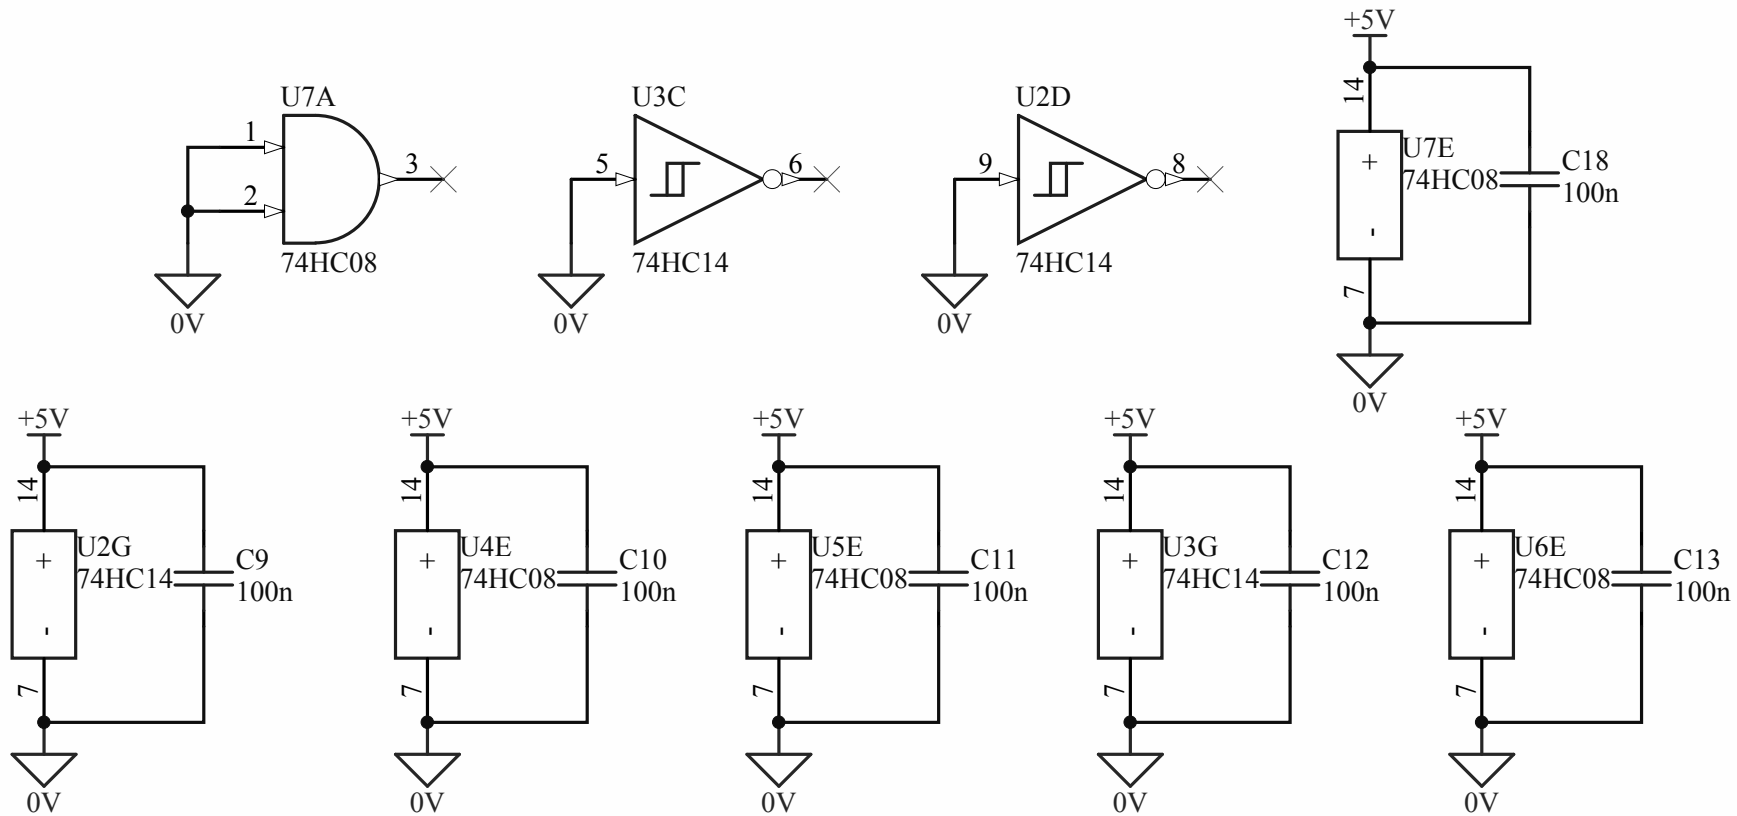 +5V
U7A
1
2
3
74HC08
0V
U3C
5
6
74HC14
0V
U2D
9
8
74HC14
0V
14
+
-
U7E
74HC08
7
C18
100n
0V
+5V
14
+
-
U2G
74HC14
7
C9
100n
0V
+5V
14
+
-
U4E
74HC08
7
C10
100n
0V
+5V
14
+
-
U5E
74HC08
7
C11
100n
0V
+5V
14
+
-
U3G
74HC14
7
C12
100n
0V
+5V
14
+
-
U6E
74HC08
7
C13
100n
0V